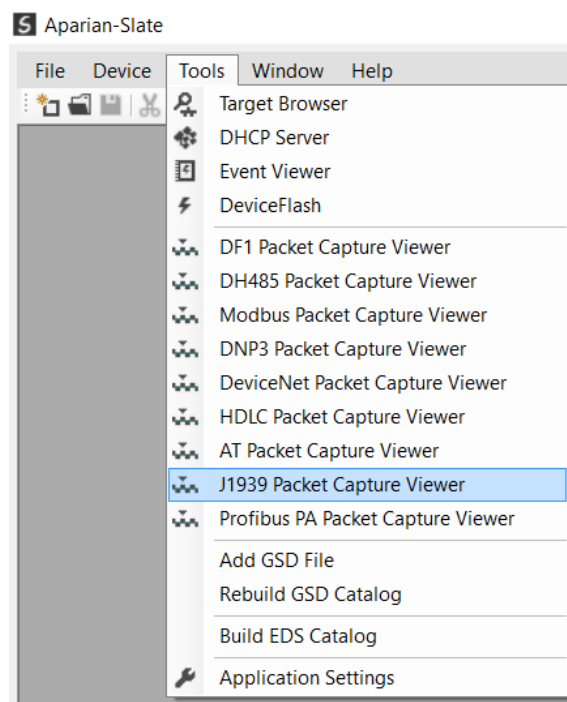 S Aparian-Slate
File Device Tools Window Help
Target Browser
DHCP Server
Event Viewer
DeviceFlash
DF1 Packet Capture Viewer
DH485 Packet Capture Viewer
Modbus Packet Capture Viewer
DNP3 Packet Capture Viewer
DeviceNet Packet Capture Viewer
HDLC Packet Capture Viewer
AT Packet Capture Viewer
J1939 Packet Capture Viewer
Profibus PA Packet Capture Viewer
Add GSD File
Rebuild GSD Catalog
Build EDS Catalog
Application Settings